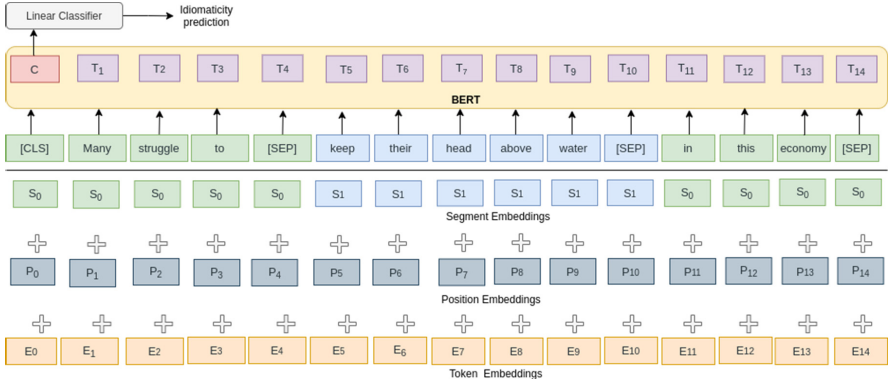 Linear Classifier
Idiomaticity
prediction
C T1 T2 T3 T4 T5 T6 T7 T8 T9 T10 T11 T12 T13 T14
BERT
[CLS] Many struggle to [SEP] keep their head above water [SEP] in this economy [SEP]
S0 S0 S0 S0 S0 S1 S1 S1 S1 S1 S1 S0 S0 S0 S0
Segment Embeddings
P0 P1 P2 P3 P4 P5 P6 P7 P8 P9 P10 P11 P12 P13 P14
Position Embeddings
E0 E1 E2 E3 E4 E5 E6 E7 E8 E9 E10 E11 E12 E13 E14
Token Embeddings